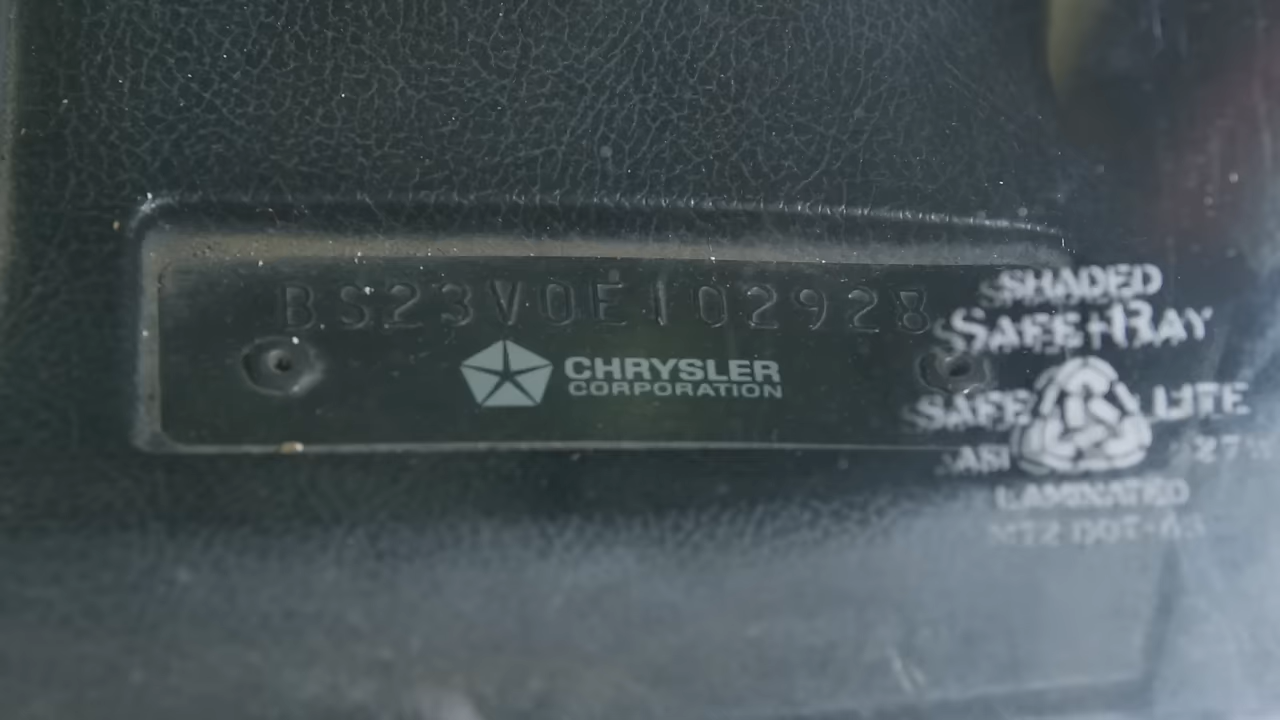 BS23V0E102928
CHRYSLER
CORPORATION
SHADED
SAFE+RAY
SAFE LITE
LAMINATED